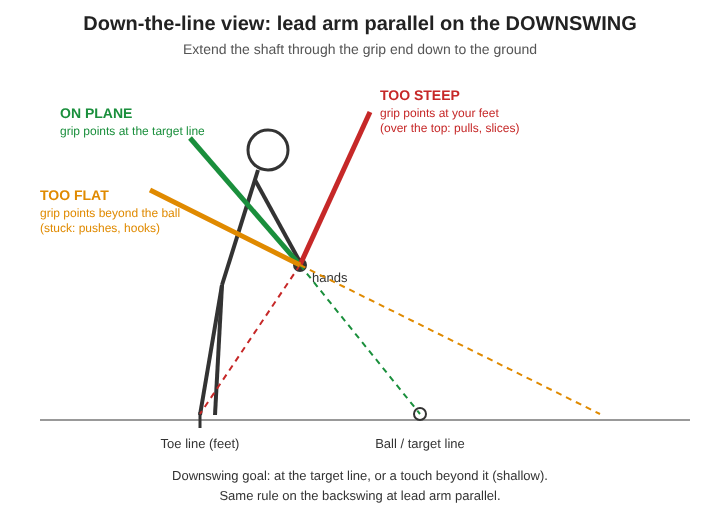 Down-the-line view: lead arm parallel on the DOWNSWING
Extend the shaft through the grip end down to the ground
TOO STEEP
grip points at your feet
(over the top: pulls, slices)
ON PLANE
grip points at the target line
TOO FLAT
grip points beyond the ball
(stuck: pushes, hooks)
hands
Toe line (feet)
Ball / target line
Downswing goal: at the target line, or a touch beyond it (shallow).
Same rule on the backswing at lead arm parallel.